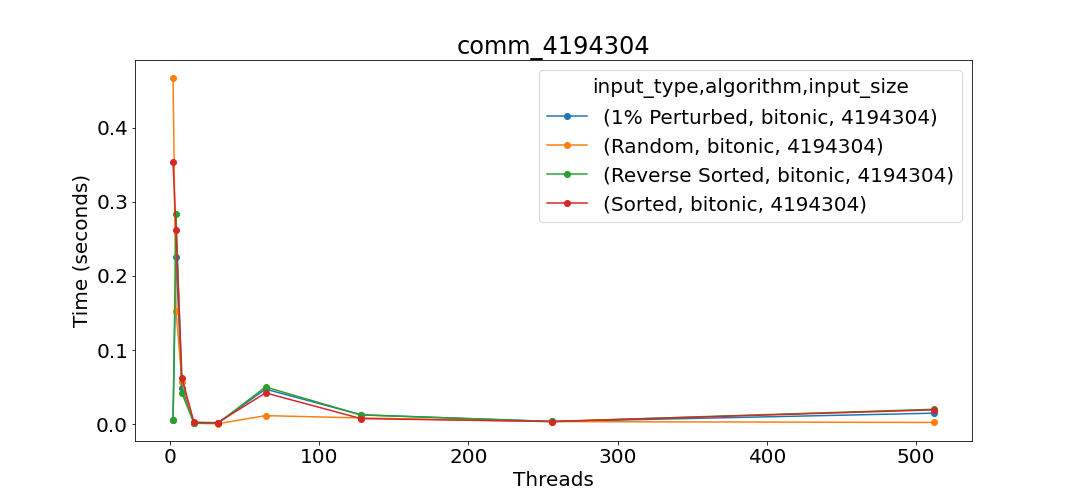 comm_4194304
input_type,algorithm,input_size
(1% Perturbed, bitonic, 4194304)
(Random, bitonic, 4194304)
(Reverse Sorted, bitonic, 4194304)
(Sorted, bitonic, 4194304)
Time (seconds)
0.4
0.3
0.2
0.1
0.0
0 100 200 300 400 500
Threads